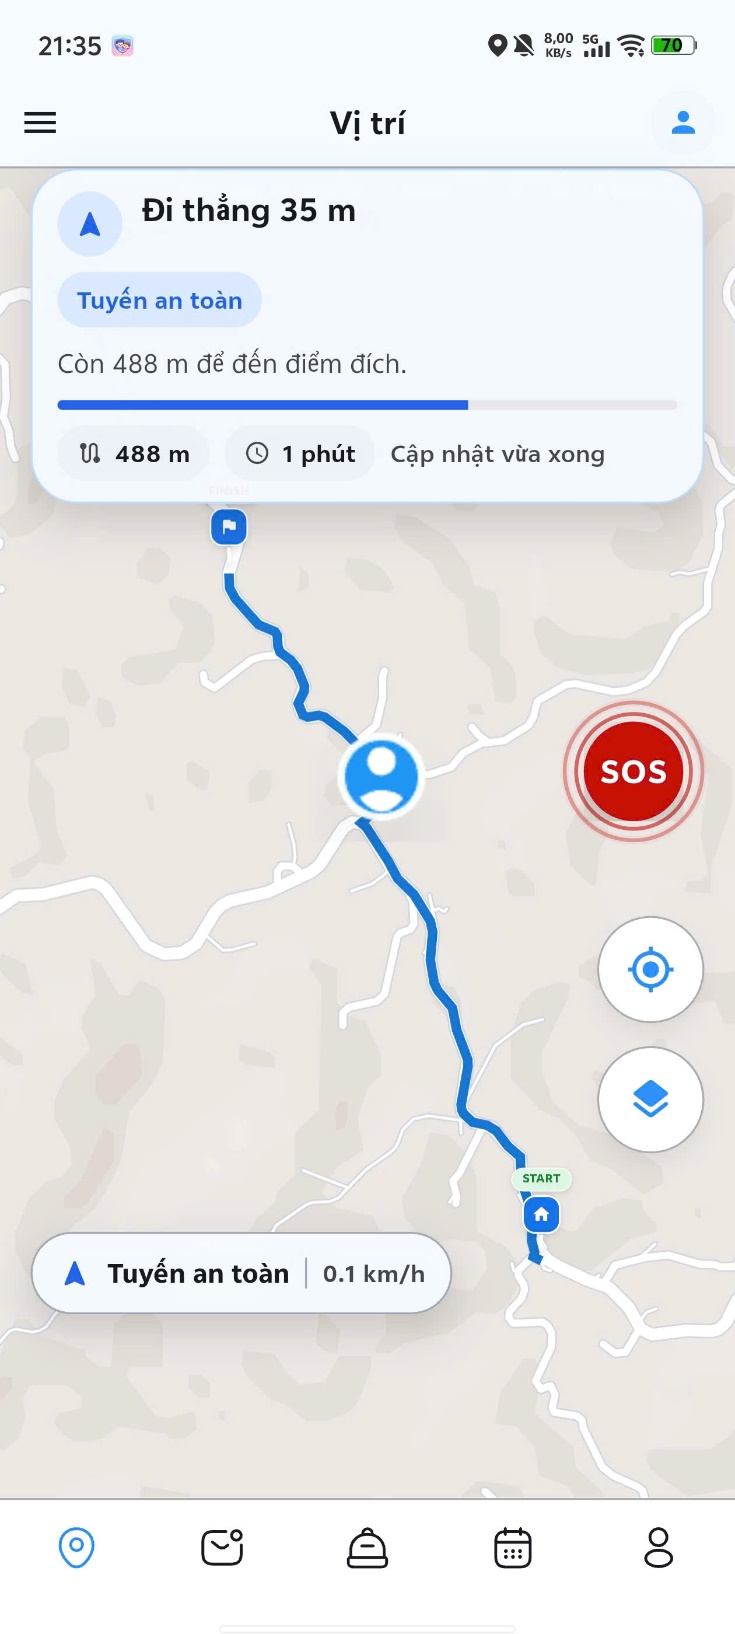 21:35
8,00 KB/s
5G
70
Vị trí
Đi thẳng 35 m
Tuyến an toàn
Còn 488 m để đến điểm đích.
488 m
1 phút
Cập nhật vừa xong
FINISH
SOS
START
Tuyến an toàn | 0.1 km/h